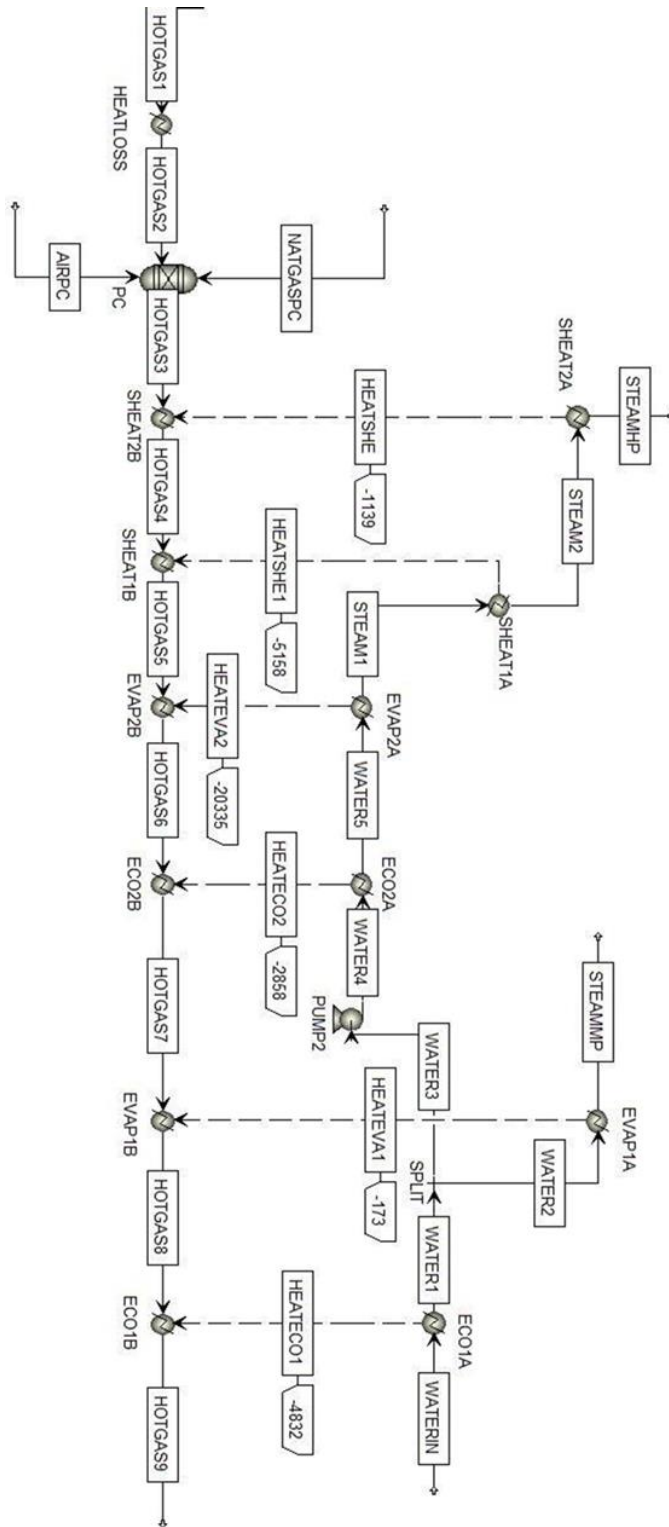 HOTGAS1
HEATLOSS
HOTGAS2
AIRPC
PC
NATGASPC
HOTGAS3
SHEAT2B
HEATSHE
-1139
SHEAT2A
STEAMHP
HOTGAS4
STEAM2
SHEAT1B
HEATSHE1
-5158
SHEAT1A
HOTGAS5
STEAM1
EVAP2B
HEATEVA2
-20335
EVAP2A
HOTGAS6
WATER5
ECO2B
HEATECO2
-2858
ECO2A
HOTGAS7
WATER4
PUMP2
WATER3
STEAMMP
EVAP1B
HEATEVA1
-173
EVAP1A
SPLIT
WATER2
HOTGAS8
WATER1
ECO1B
HEATECO1
-4832
ECO1A
HOTGAS9
WATERIN